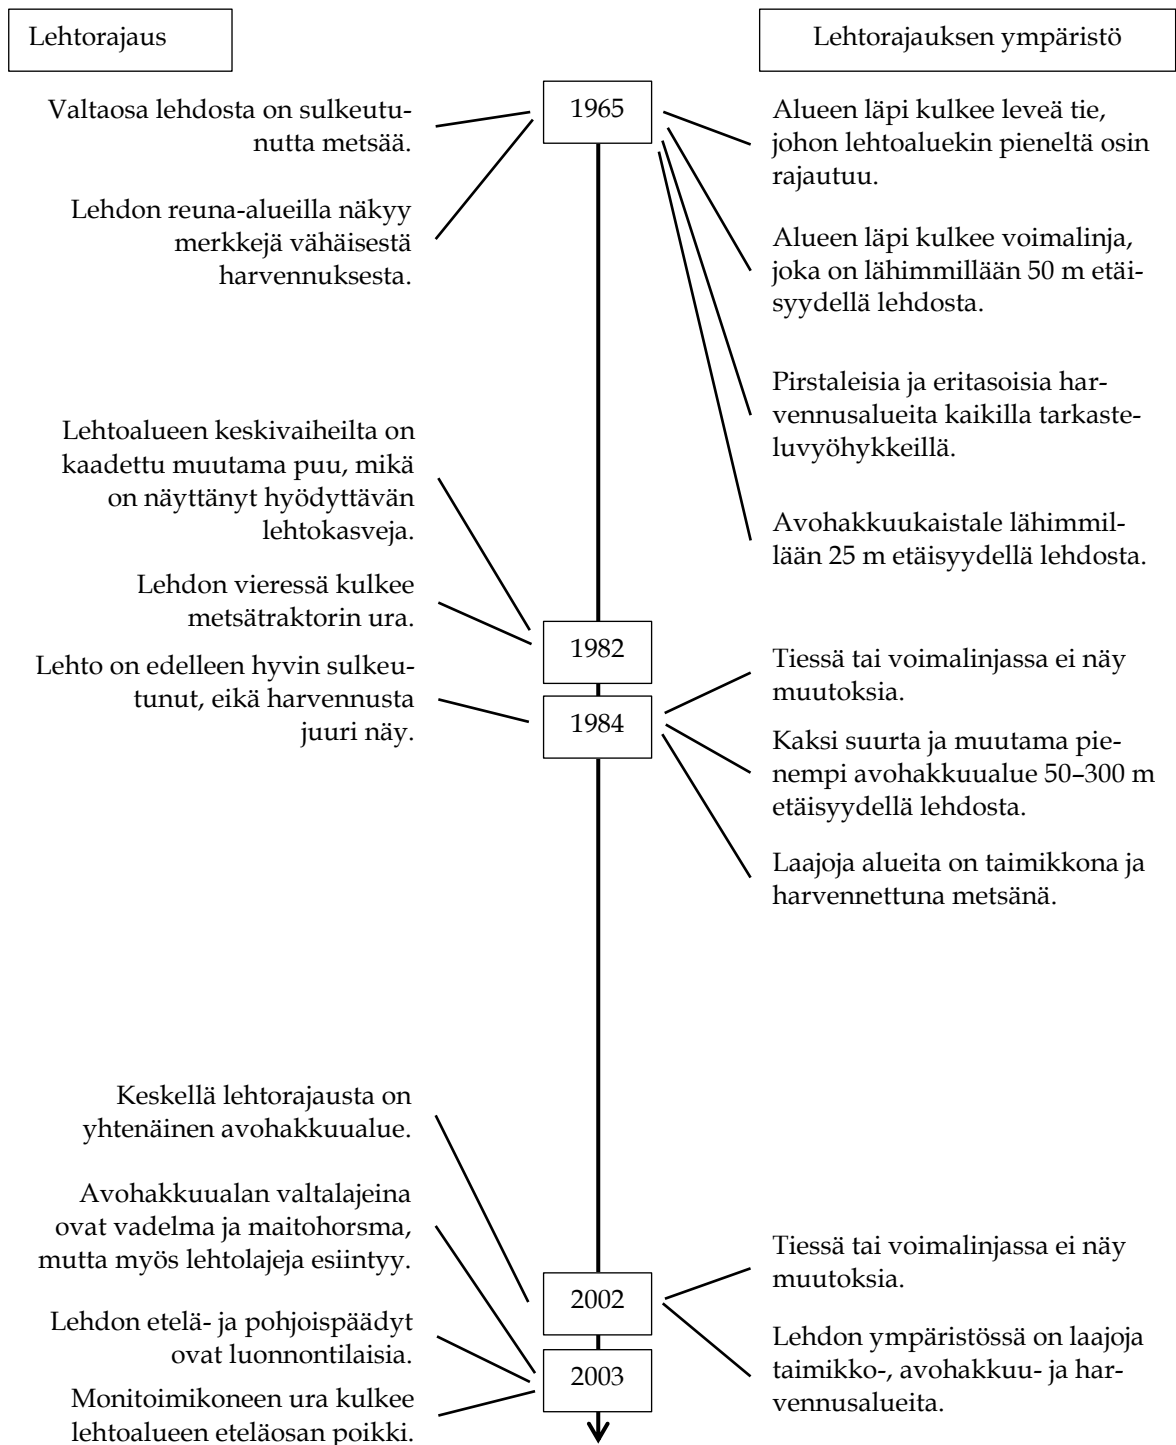 Lehtorajaus
Lehtorajauksen ympäristö
1965
Valtaosa lehdosta on sulkeutu-
nutta metsää.
Lehdon reuna-alueilla näkyy
merkkejä vähäisestä
harvennuksesta.
Alueen läpi kulkee leveä tie,
johon lehtoaluekin pieneltä osin
rajautuu.
Alueen läpi kulkee voimalinja,
joka on lähimmillään 50 m etäi-
syydellä lehdosta.
Pirstaleisia ja eritasoisia har-
vennusalueita kaikilla tarkaste-
luvyöhykkeillä.
Avohakkuukaistale lähimmil-
lään 25 m etäisyydellä lehdosta.
Lehtoalueen keskivaiheilta on
kaadettu muutama puu, mikä
on näyttänyt hyödyttävän
lehtokasveja.
Lehdon vieressä kulkee
metsätraktorin ura.
1982
Lehto on edelleen hyvin sulkeu-
tunut, eikä harvennusta
juuri näy.
1984
Tiessä tai voimalinjassa ei näy
muutoksia.
Kaksi suurta ja muutama pie-
nempi avohakkuualue 50–300 m
etäisyydellä lehdosta.
Laajoja alueita on taimikkona ja
harvennettuna metsänä.
Keskellä lehtorajausta on
yhtenäinen avohakkuualue.
Avohakkuualan valtalajeina
ovat vadelma ja maitohorsma,
mutta myös lehtolajeja esiintyy.
Lehdon etelä- ja pohjoispäädyt
ovat luonnontilaisia.
Monitoimikoneen ura kulkee
lehtoalueen eteläosan poikki.
2002
2003
Tiessä tai voimalinjassa ei näy
muutoksia.
Lehdon ympäristössä on laajoja
taimikko-, avohakkuu- ja har-
vennusalueita.